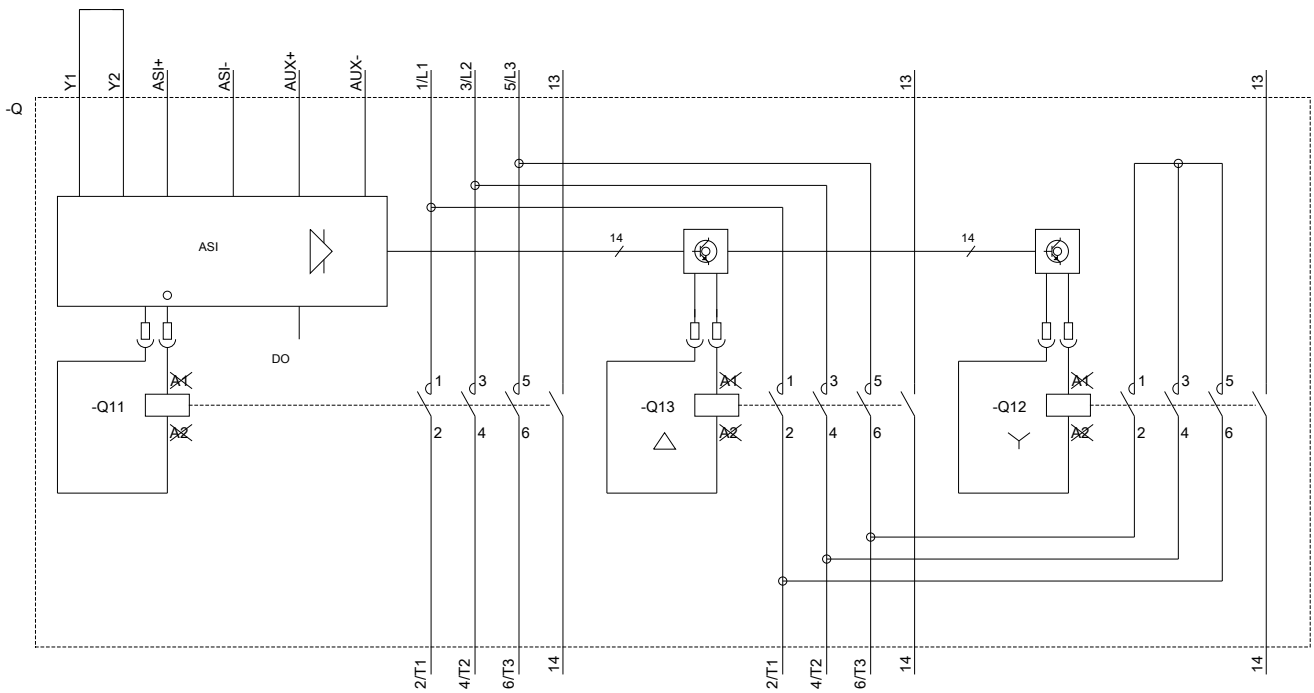 Y1 Y2 ASI+ ASI- AUX+ AUX- 1/L1 3/L2 5/L3 13 13 13
-Q
ASI 14 14
DO
A1 1 3 5 A1 1 3 5 A1 1 3 5
-Q11 -Q13 -Q12
A2 2 4 6 A2 2 4 6 A2 2 4 6
2/T1 4/T2 6/T3 14 2/T1 4/T2 6/T3 14 14